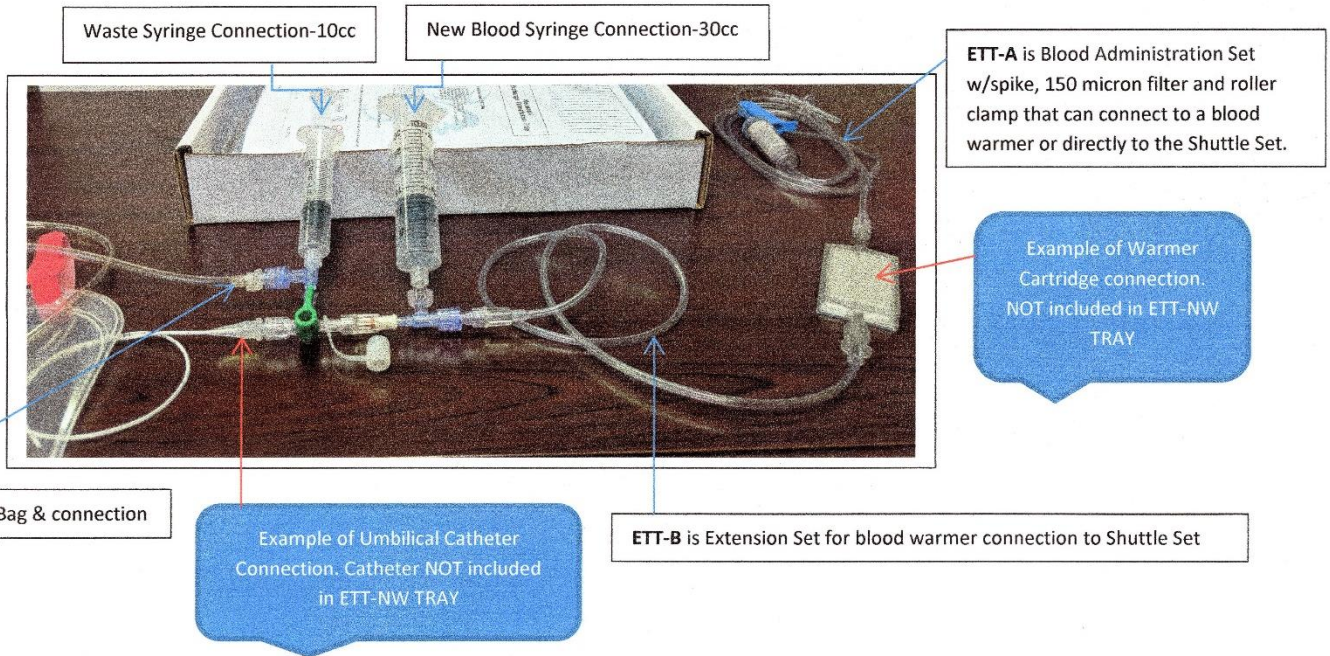 Waste Syringe Connection-10cc
New Blood Syringe Connection-30cc
ETT-A is Blood Administration Set
w/spike, 150 micron filter and roller
clamp that can connect to a blood
warmer or directly to the Shuttle Set.
Example of Warmer
Cartridge connection.
NOT included in ETT-NW
TRAY
Bag & connection
Example of Umbilical Catheter
Connection. Catheter NOT included
in ETT-NW TRAY
ETT-B is Extension Set for blood warmer connection to Shuttle Set